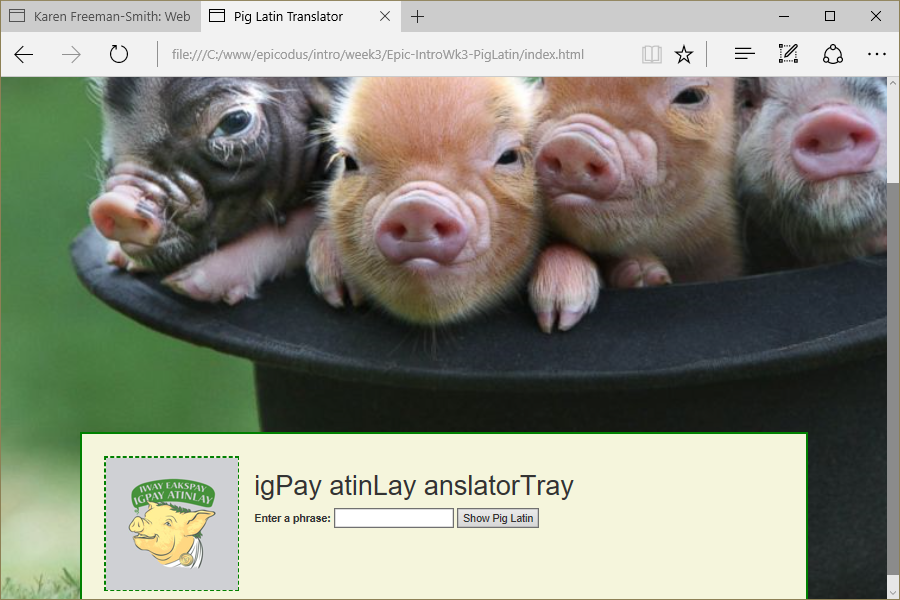 Karen Freeman-Smith: Web
Pig Latin Translator
file:///C:/www/epicodus/intro/week3/Epic-IntroWk3-PigLatin/index.html
IWAY EAKSPAY
IGPAY ATINLAY
igPay atinLay anslatorTray
Enter a phrase:
Show Pig Latin